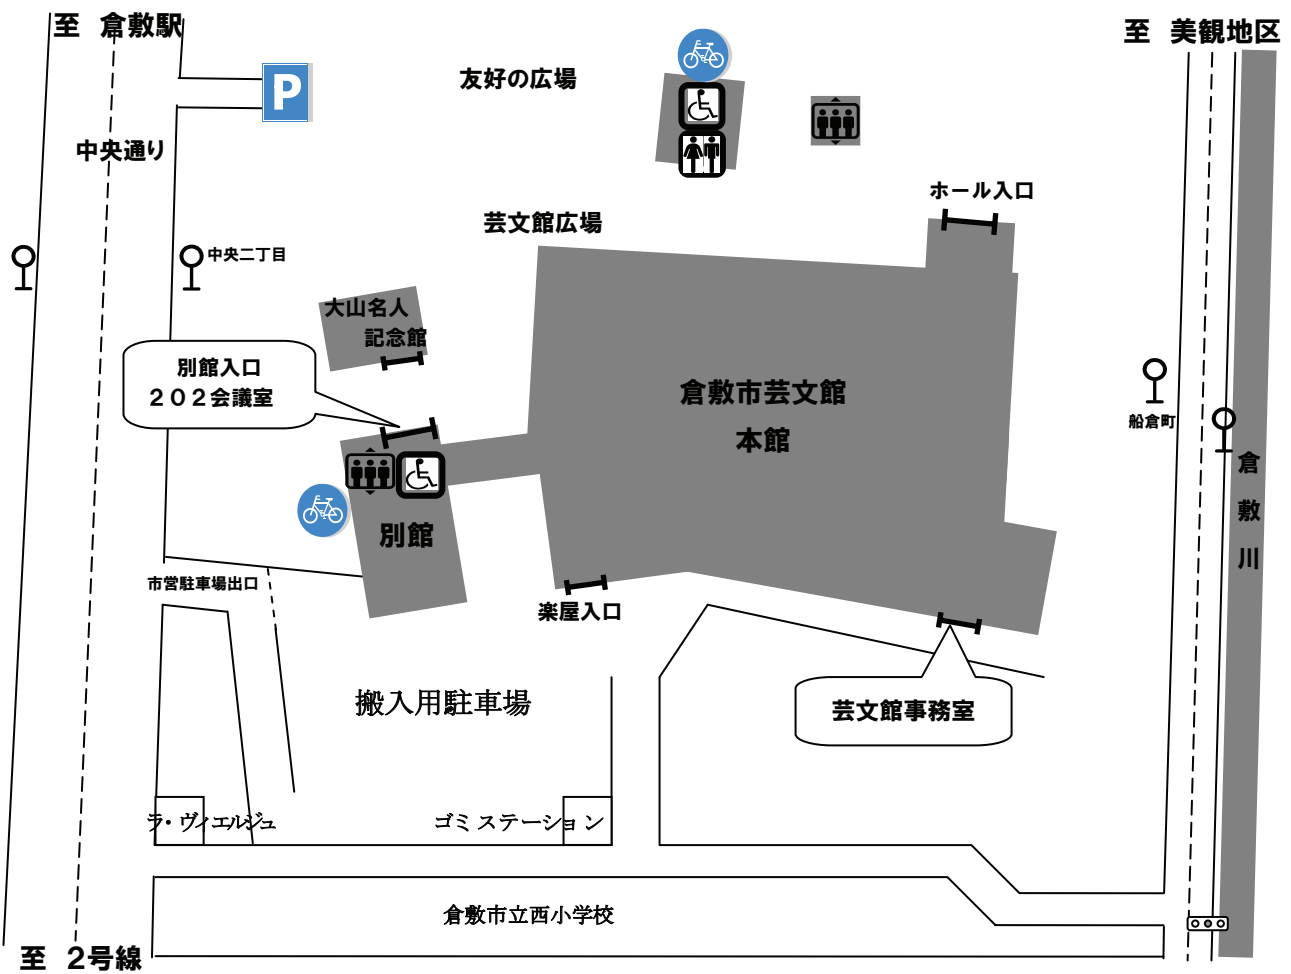 至　倉敷駅
至　美観地区
友好の広場
P
中央通り
ホール入口
芸文館広場
中央二丁目
大山名人
記念館
別館入口
２０２会議室
倉敷市芸文館
本館
船倉町
倉
敷
川
別館
市営駐車場出口
楽屋入口
搬入用駐車場
芸文館事務室
ラ・ヴィエルジュ
ゴミステーション
倉敷市立西小学校
至　２号線